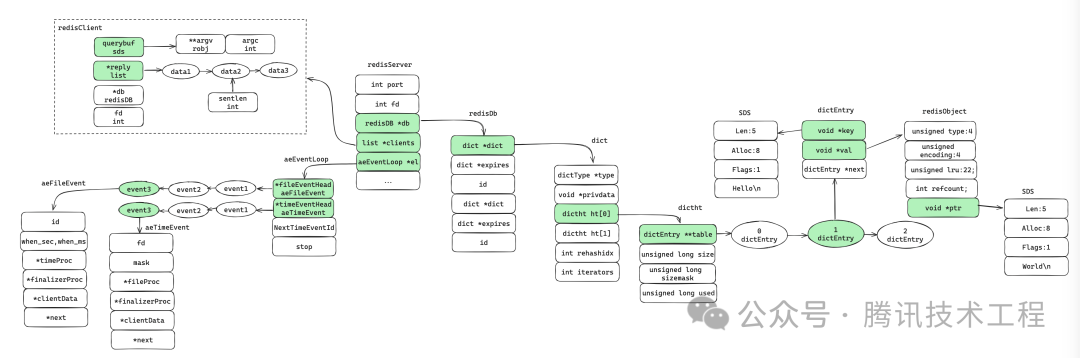 redisClient
querybuf
sds
**argv
robj
argc
int
*reply
list
data1
data2
data3
*db
redisDB
sentlen
int
fd
int
redisServer
int port
int fd
redisDB *db
list *clients
aeEventLoop *el
...
redisDb
dict *dict
dict *expires
id
dict *dict
dict *expires
id
dict
dictType *type
void *privdata
dictht ht[0]
dictht ht[1]
int rehashidx
int iterators
dictht
dictEntry **table
unsigned long size
unsigned long
sizemask
unsigned long used
0
dictEntry
1
dictEntry
2
dictEntry
SDS
Len:5
Alloc:8
Flags:1
Hello\n
dictEntry
void *key
void *val
dictEntry *next
redisObject
unsigned type:4
unsigned
encoding:4
unsigned lru:22;
int refcount;
void *ptr
SDS
Len:5
Alloc:8
Flags:1
World\n
aeEventLoop
*fileEventHead
aeFileEvent
*timeEventHead
aeTimeEvent
NextTimeEventId
stop
event3
event2
event1
event3
event2
event1
aeFileEvent
id
when_sec,when_ms
*timeProc
*finalizerProc
*clientData
*next
aeTimeEvent
fd
mask
*fileProc
*finalizerProc
*clientData
*next
公众号 · 腾讯技术工程